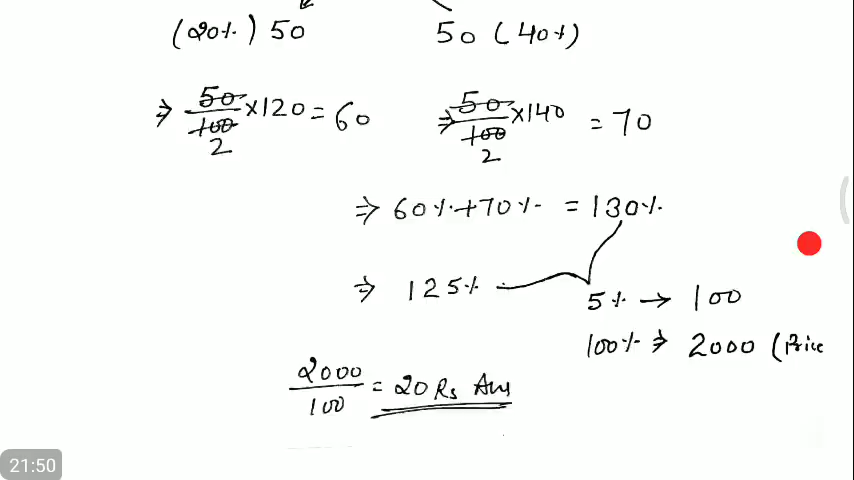 (20%) 50 50 (40%)
⇒ 50/100 2 ×120 = 60 ⇒ 50/100 2 ×140 = 70
⇒ 60%+70% = 130%
⇒ 125% 5% → 100
100% ⇒ 2000 (Price
2000/100 = 20 Rs Ans
21:50